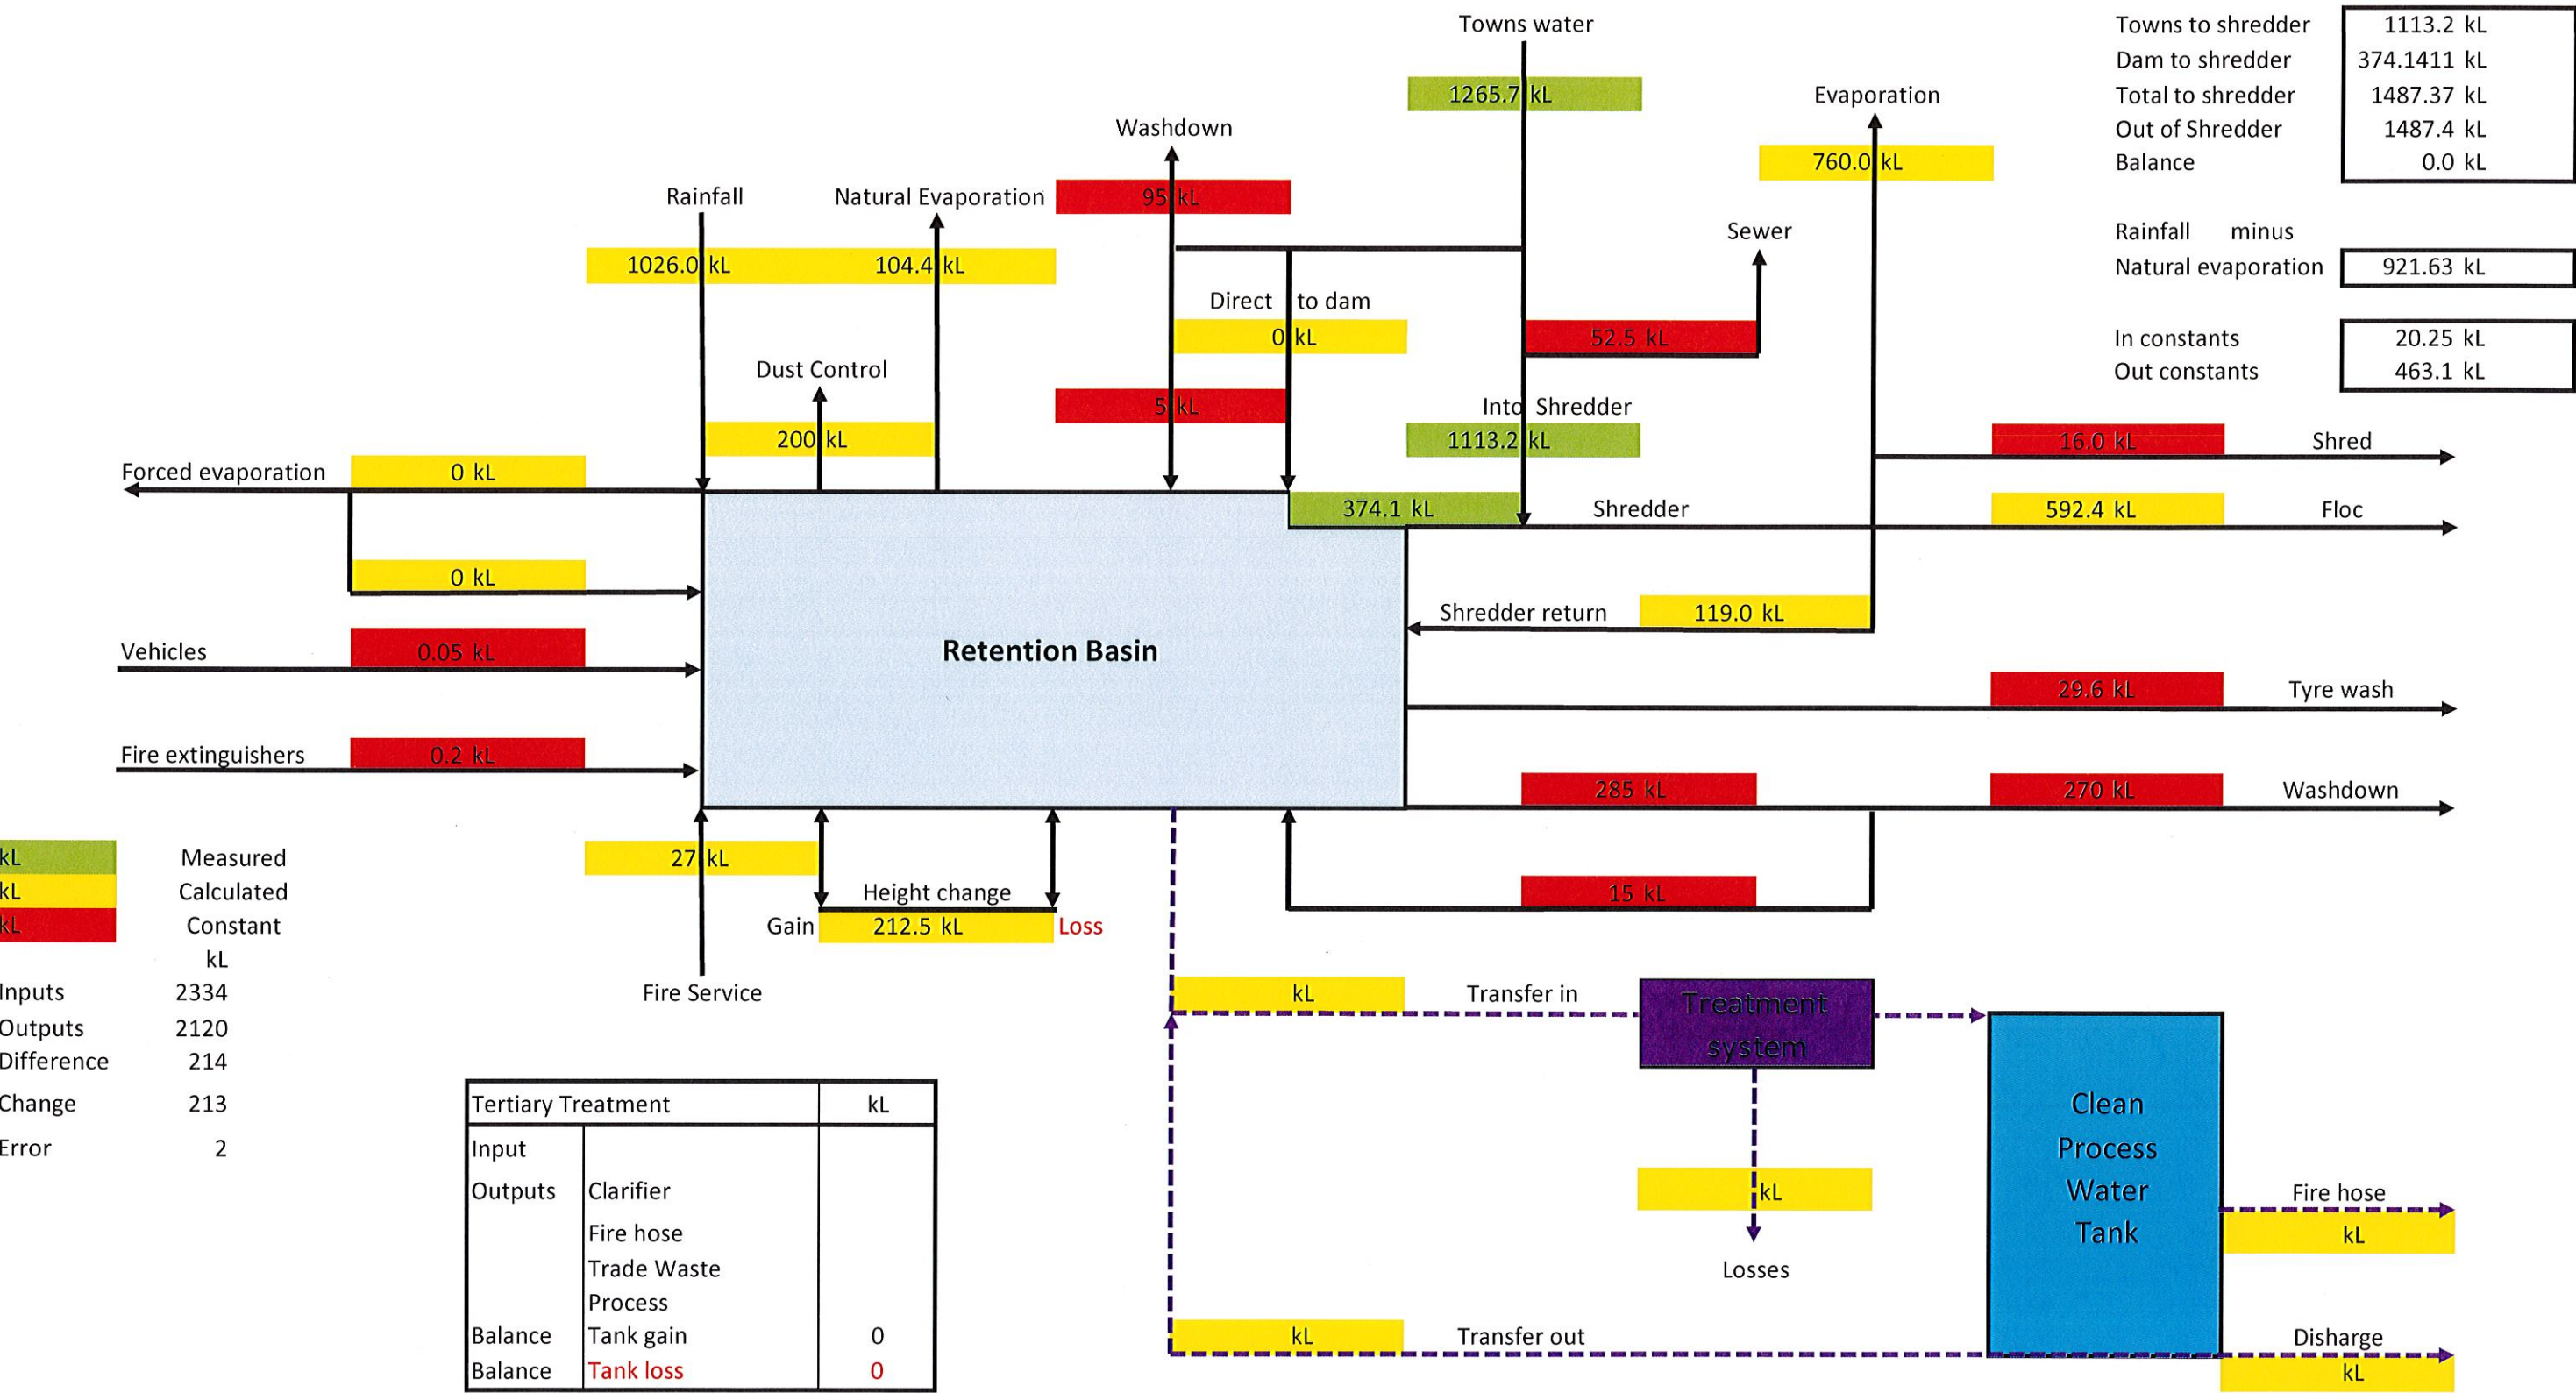 Towns water
1265.7 kL
Towns to shredder 1113.2 kL
Dam to shredder 374.1411 kL
Total to shredder 1487.37 kL
Out of Shredder 1487.4 kL
Balance 0.0 kL
Rainfall minus
Natural evaporation 921.63 kL
In constants 20.25 kL
Out constants 463.1 kL
Evaporation
760.0 kL
Washdown
95 kL
Rainfall
1026.0 kL
Natural Evaporation
104.4 kL
Sewer
52.5 kL
Direct to dam
0 kL
Dust Control
200 kL
5 kL
Into Shredder
1113.2 kL
Forced evaporation 0 kL
0 kL
374.1 kL
Shredder
16.0 kL Shred
592.4 kL Floc
Shredder return 119.0 kL
Vehicles 0.05 kL
Retention Basin
29.6 kL Tyre wash
Fire extinguishers 0.2 kL
285 kL
270 kL Washdown
15 kL
27 kL
Fire Service
Height change
Gain 212.5 kL Loss
kL Measured
kL Calculated
kL Constant
kL
Inputs 2334
Outputs 2120
Difference 214
Change 213
Error 2
Tertiary Treatment kL
Input
Outputs Clarifier
Fire hose
Trade Waste
Process
Balance Tank gain 0
Balance Tank loss 0
kL Transfer in
Treatment
system
kL
Losses
Clean
Process
Water
Tank
Fire hose
kL
kL Transfer out
Disharge
kL